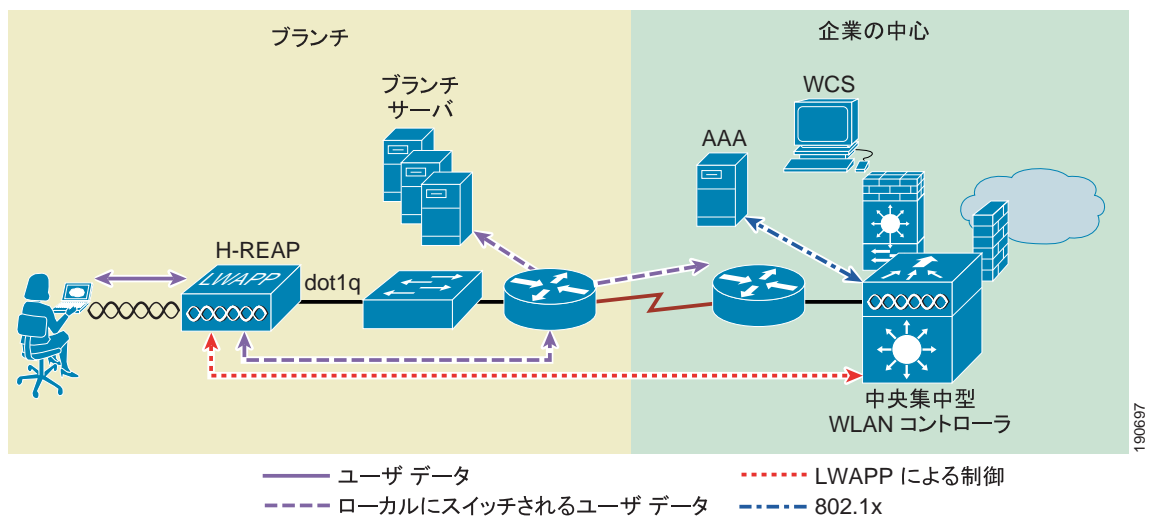 ブランチ
企業の中心
ブランチ
サーバ
WCS
AAA
H-REAP
LWAPP
dot1q
中央集中型
WLAN コントローラ
190697
ユーザ データ
LWAPP による制御
ローカルにスイッチされるユーザ データ
802.1x